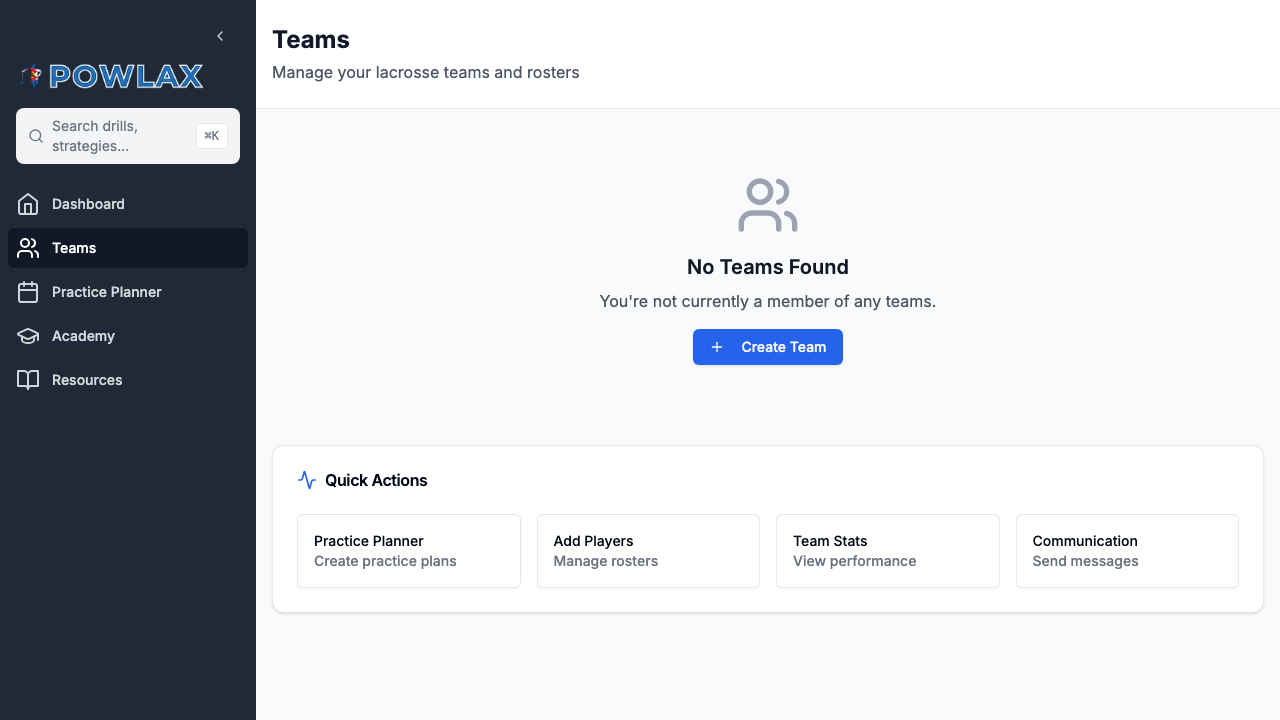 POWLAX
Search drills,
strategies...
⌘K
Dashboard
Teams
Practice Planner
Academy
Resources
Teams
Manage your lacrosse teams and rosters
No Teams Found
You're not currently a member of any teams.
Create Team
Quick Actions
Practice Planner
Create practice plans
Add Players
Manage rosters
Team Stats
View performance
Communication
Send messages